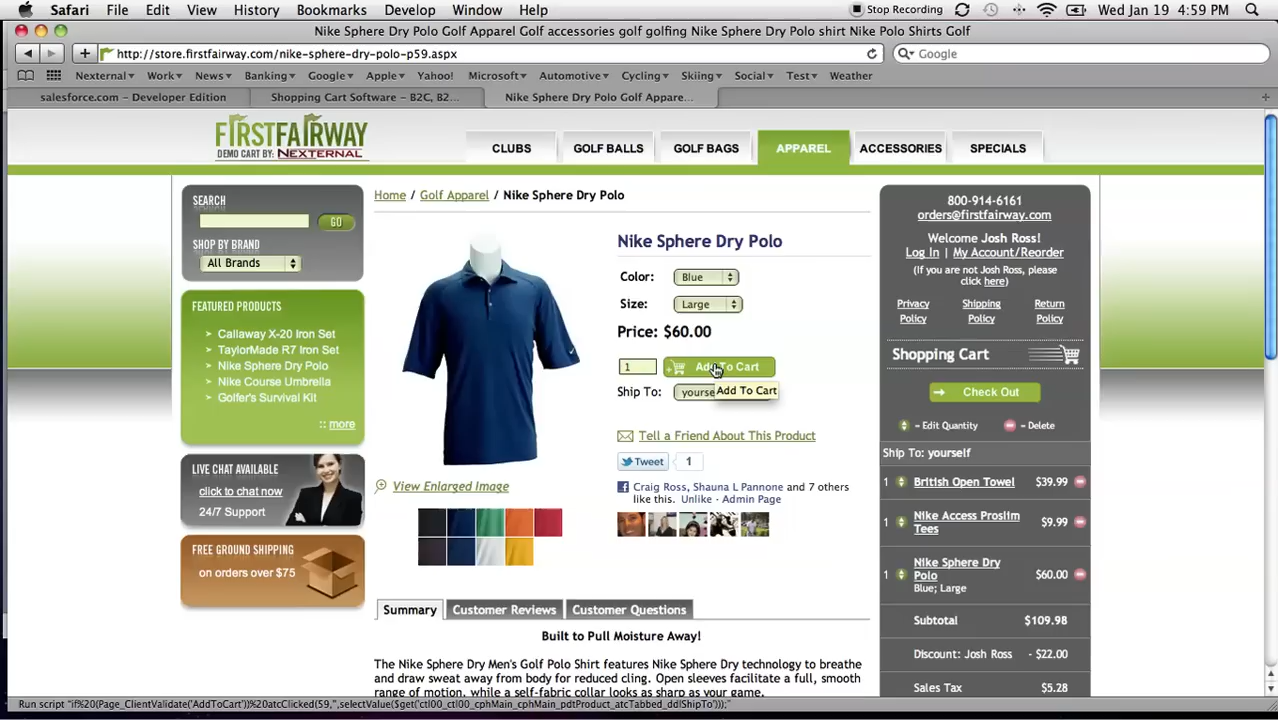 Safari File Edit View History Bookmarks Develop Window Help Stop Recording Wed Jan 19 4:59 PM
Nike Sphere Dry Polo Golf Apparel Golf accessories golf golfing Nike Sphere Dry Polo shirt Nike Polo Shirts Golf
http://store.firstfairway.com/nike-sphere-dry-polo-p59.aspx
Google
Nexternal Work News Banking Google Apple Yahoo! Microsoft Automotive Cycling Skiing Social Test Weather
salesforce.com – Developer Edition
Shopping Cart Software – B2C, B2...
Nike Sphere Dry Polo Golf Appare...
FIRSTFAIRWAY
DEMO CART BY: NEXTERNAL
CLUBS
GOLF BALLS
GOLF BAGS
APPAREL
ACCESSORIES
SPECIALS
SEARCH
GO
SHOP BY BRAND
All Brands
FEATURED PRODUCTS
> Callaway X-20 Iron Set
> TaylorMade R7 Iron Set
> Nike Sphere Dry Polo
> Nike Course Umbrella
> Golfer's Survival Kit
:: more
LIVE CHAT AVAILABLE
click to chat now
24/7 Support
FREE GROUND SHIPPING
on orders over $75
Home / Golf Apparel / Nike Sphere Dry Polo
View Enlarged Image
Nike Sphere Dry Polo
Color: Blue
Size: Large
Price: $60.00
1 Add To Cart
Ship To: yourse
Add To Cart
Tell a Friend About This Product
Tweet 1
Craig Ross, Shauna L Pannone and 7 others
like this. Unlike · Admin Page
Summary
Customer Reviews
Customer Questions
Built to Pull Moisture Away!
The Nike Sphere Dry Men's Golf Polo Shirt features Nike Sphere Dry technology to breathe
and draw sweat away from body for reduced cling. Open sleeves facilitate a full, smooth
range of motion, while a self-fabric collar looks as sharp as your game.
800-914-6161
orders@firstfairway.com
Welcome Josh Ross!
Log In | My Account/Reorder
(If you are not Josh Ross, please
click here)
Privacy Policy
Shipping Policy
Return Policy
Shopping Cart
Check Out
= Edit Quantity = Delete
Ship To: yourself
1 British Open Towel $39.99
1 Nike Access Proslim Tees $9.99
1 Nike Sphere Dry Polo $60.00
Blue; Large
Subtotal $109.98
Discount: Josh Ross - $22.00
Sales Tax $5.28
Run script "if%20(Page_ClientValidate('AddToCart'))%20atcClicked(59,'',selectValue($get('ctl00_ctl00_cphMain_cphMain_pdtProduct_atcTabbed_ddlShipTo')));"